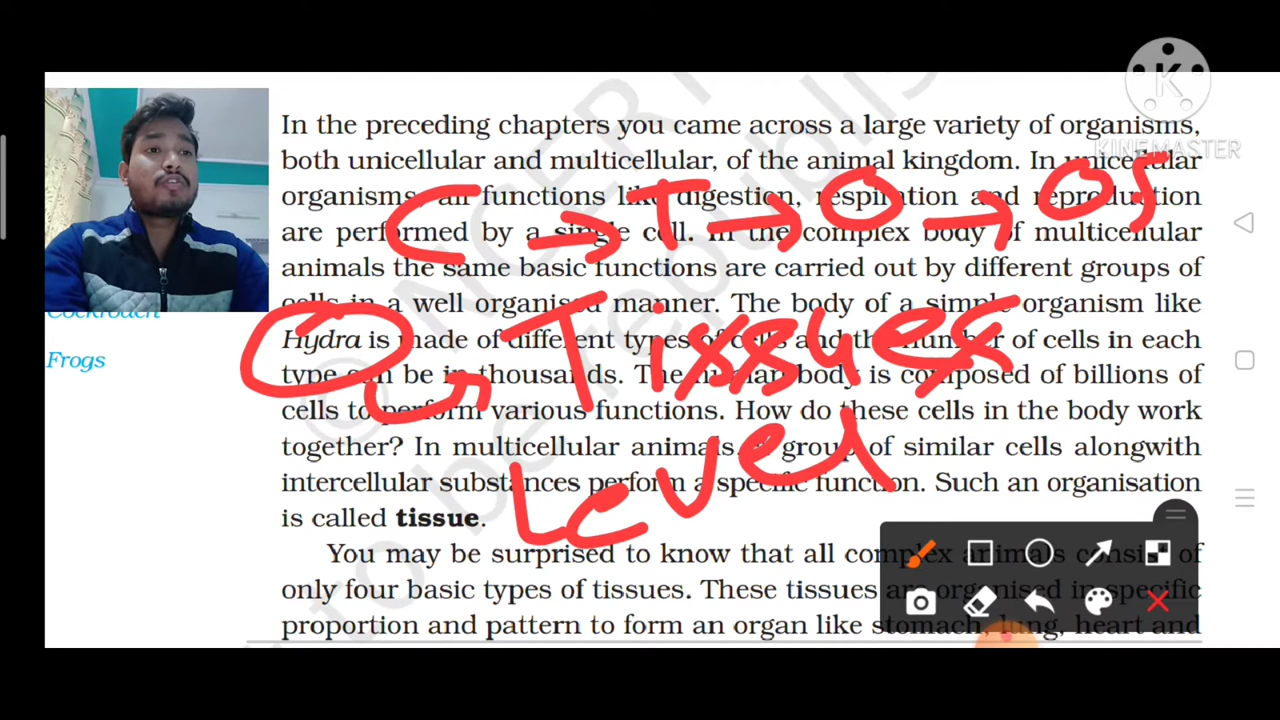 KINEMASTER
In the preceding chapters you came across a large variety of organisms,
both unicellular and multicellular, of the animal kingdom. In unicellular
organisms, all functions like digestion, respiration and reproduction
are performed by a single cell. In the complex body of multicellular
animals the same basic functions are carried out by different groups of
cells in a well organised manner. The body of a simple organism like
Hydra is made of different types of cells and the number of cells in each
type can be in thousands. The human body is composed of billions of
cells to perform various functions. How do these cells in the body work
together? In multicellular animals, a group of similar cells alongwith
intercellular substances perform a specific function. Such an organisation
is called tissue.
You may be surprised to know that all complex animals consist of
only four basic types of tissues. These tissues are organised in specific
proportion and pattern to form an organ like stomach, lung, heart and
Cockroach
Frogs
C → T → O → OS
Tissues
Level
© NCERT
to be republis